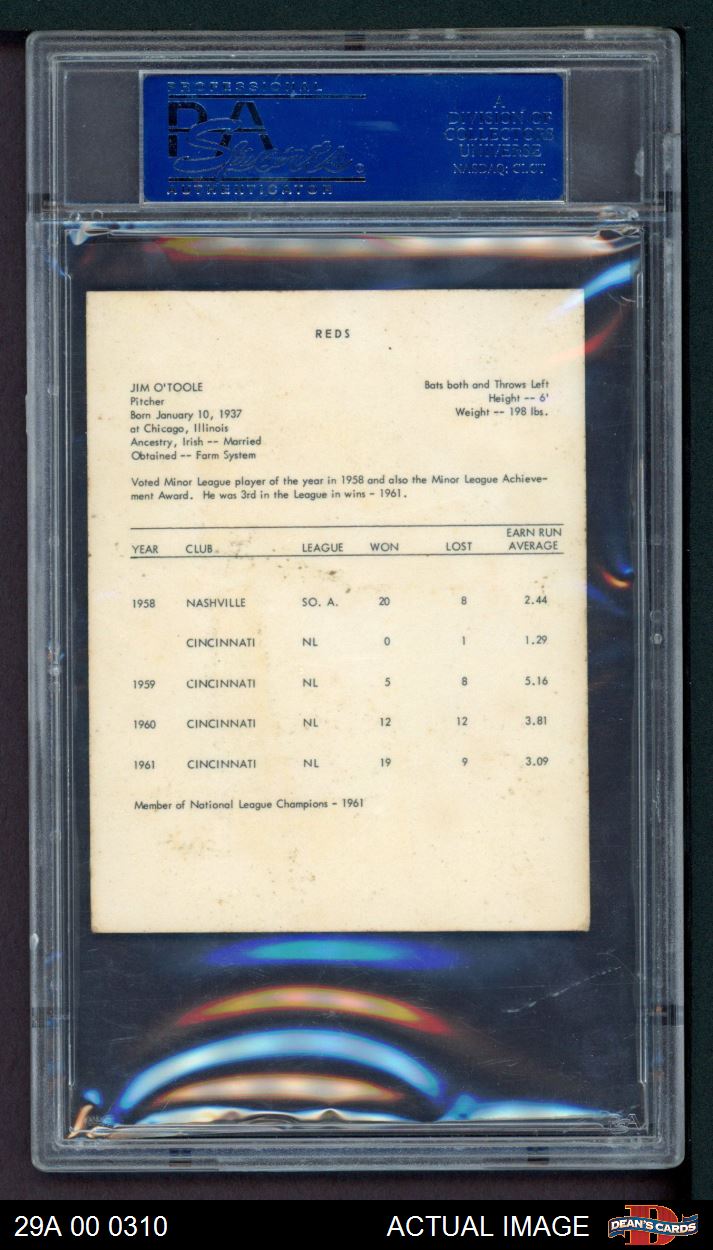 PROFESSIONAL
PSA
Sports
AUTHENTICATOR
A
DIVISION OF
COLLECTORS
UNIVERSE
NASDAQ: CLCT
REDS
JIM O'TOOLE
Pitcher
Born January 10, 1937
at Chicago, Illinois
Ancestry, Irish -- Married
Obtained -- Farm System
Bats both and Throws Left
Height -- 6'
Weight -- 198 lbs.
Voted Minor League player of the year in 1958 and also the Minor League Achieve-
ment Award. He was 3rd in the League in wins - 1961.
YEAR CLUB LEAGUE WON LOST EARN RUN AVERAGE
1958 NASHVILLE SO. A. 20 8 2.44
CINCINNATI NL 0 1 1.29
1959 CINCINNATI NL 5 8 5.16
1960 CINCINNATI NL 12 12 3.81
1961 CINCINNATI NL 19 9 3.09
Member of National League Champions - 1961
29A 00 0310 ACTUAL IMAGE
DEAN'S CARDS